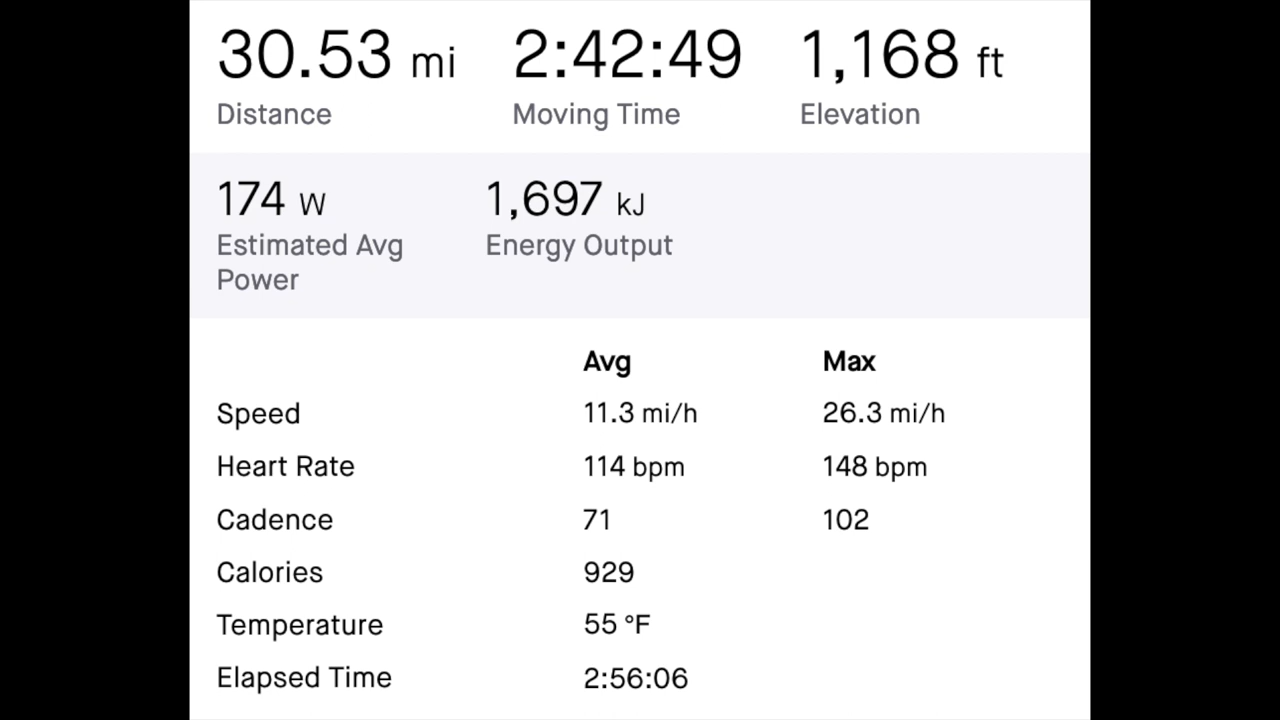 30.53 mi 2:42:49 1,168 ft
Distance Moving Time Elevation
174 W 1,697 kJ
Estimated Avg Energy Output
Power
Avg Max
Speed 11.3 mi/h 26.3 mi/h
Heart Rate 114 bpm 148 bpm
Cadence 71 102
Calories 929
Temperature 55 °F
Elapsed Time 2:56:06